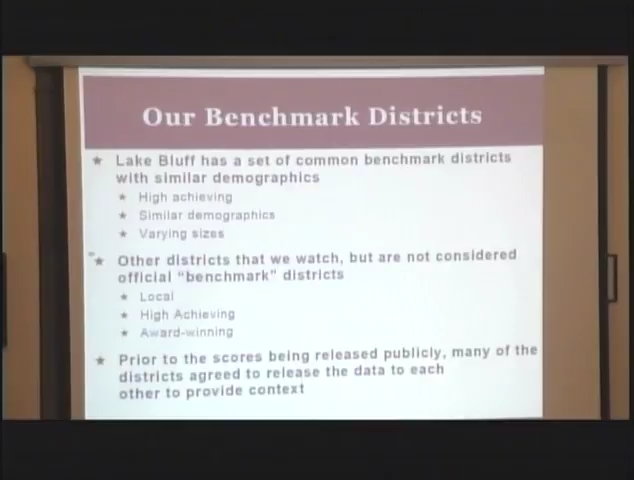 Our Benchmark Districts
Lake Bluff has a set of common benchmark districts
with similar demographics
High achieving
Similar demographics
Varying sizes
Other districts that we watch, but are not considered
official “benchmark” districts
Local
High Achieving
Award-winning
Prior to the scores being released publicly, many of the
districts agreed to release the data to each
other to provide context